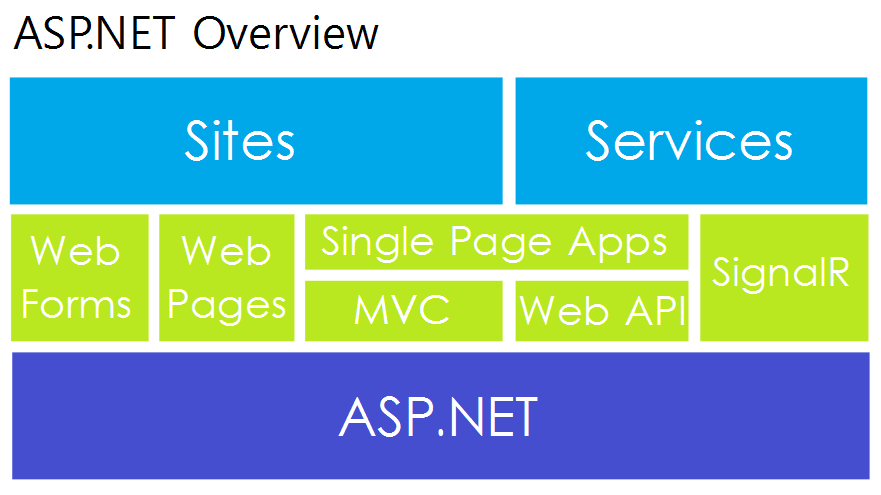 ASP.NET Overview
Sites
Services
Web
Forms
Web
Pages
Single Page Apps
MVC
Web API
SignalR
ASP.NET